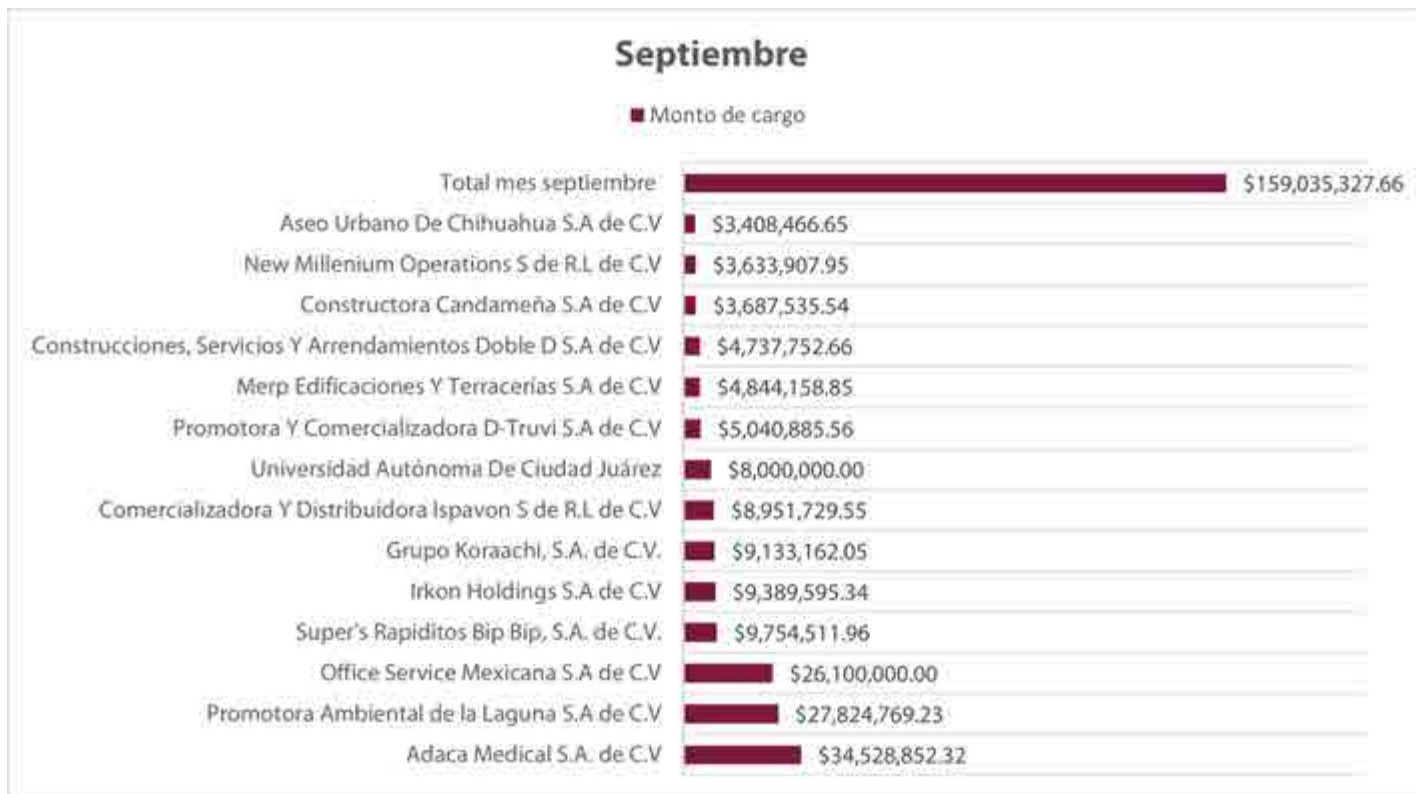 Septiembre
Monto de cargo
Total mes septiembre $159,035,327.66
Aseo Urbano De Chihuahua S.A de C.V $3,408,466.65
New Millenium Operations S de R.L de C.V $3,633,907.95
Constructora Candameña S.A de C.V $3,687,535.54
Construcciones, Servicios Y Arrendamientos Doble D S.A de C.V $4,737,752.66
Merp Edificaciones Y Terracerías S.A de C.V $4,844,158.85
Promotora Y Comercializadora D-Truvi S.A de C.V $5,040,885.56
Universidad Autónoma De Ciudad Juárez $8,000,000.00
Comercializadora Y Distribuidora Ispavon S de R.L de C.V $8,951,729.55
Grupo Koraachi, S.A. de C.V. $9,133,162.05
Irkon Holdings S.A de C.V $9,389,595.34
Super's Rapiditos Bip Bip, S.A. de C.V. $9,754,511.96
Office Service Mexicana S.A de C.V $26,100,000.00
Promotora Ambiental de la Laguna S.A de C.V $27,824,769.23
Adaca Medical S.A. de C.V $34,528,852.32